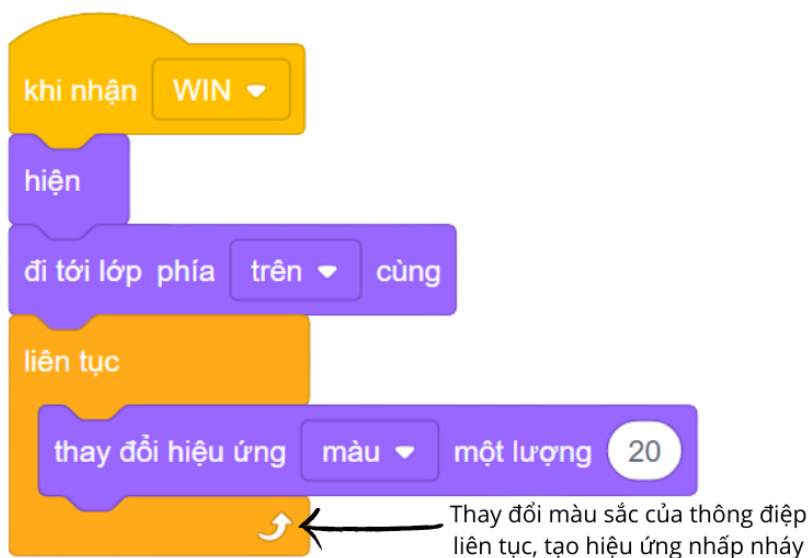 khi nhận WIN
hiện
đi tới lớp phía trên cùng
liên tục
thay đổi hiệu ứng màu một lượng 20
Thay đổi màu sắc của thông điệp
liên tục, tạo hiệu ứng nhấp nháy